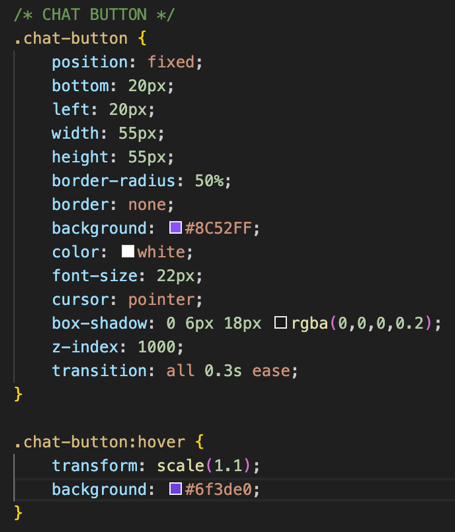 /* CHAT BUTTON */
.chat-button {
    position: fixed;
    bottom: 20px;
    left: 20px;
    width: 55px;
    height: 55px;
    border-radius: 50%;
    border: none;
    background: #8C52FF;
    color: white;
    font-size: 22px;
    cursor: pointer;
    box-shadow: 0 6px 18px rgba(0,0,0,0.2);
    z-index: 1000;
    transition: all 0.3s ease;
}

.chat-button:hover {
    transform: scale(1.1);
    background: #6f3de0;
}